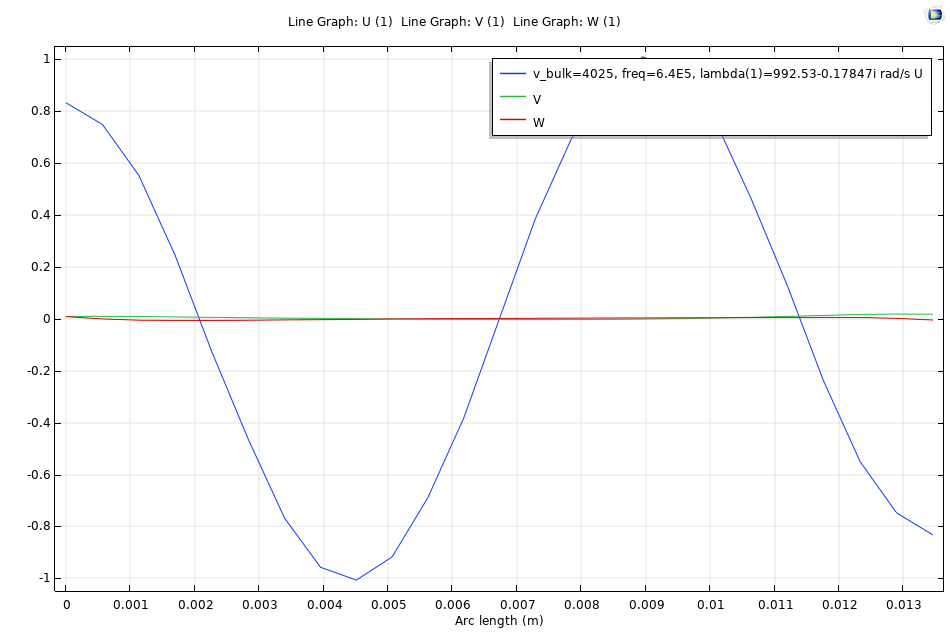 Line Graph: U (1)  Line Graph: V (1)  Line Graph: W (1)
v_bulk=4025, freq=6.4E5, lambda(1)=992.53-0.17847i rad/s U
V
W
1
0.8
0.6
0.4
0.2
0
-0.2
-0.4
-0.6
-0.8
-1
0 0.001 0.002 0.003 0.004 0.005 0.006 0.007 0.008 0.009 0.01 0.011 0.012 0.013
Arc length (m)